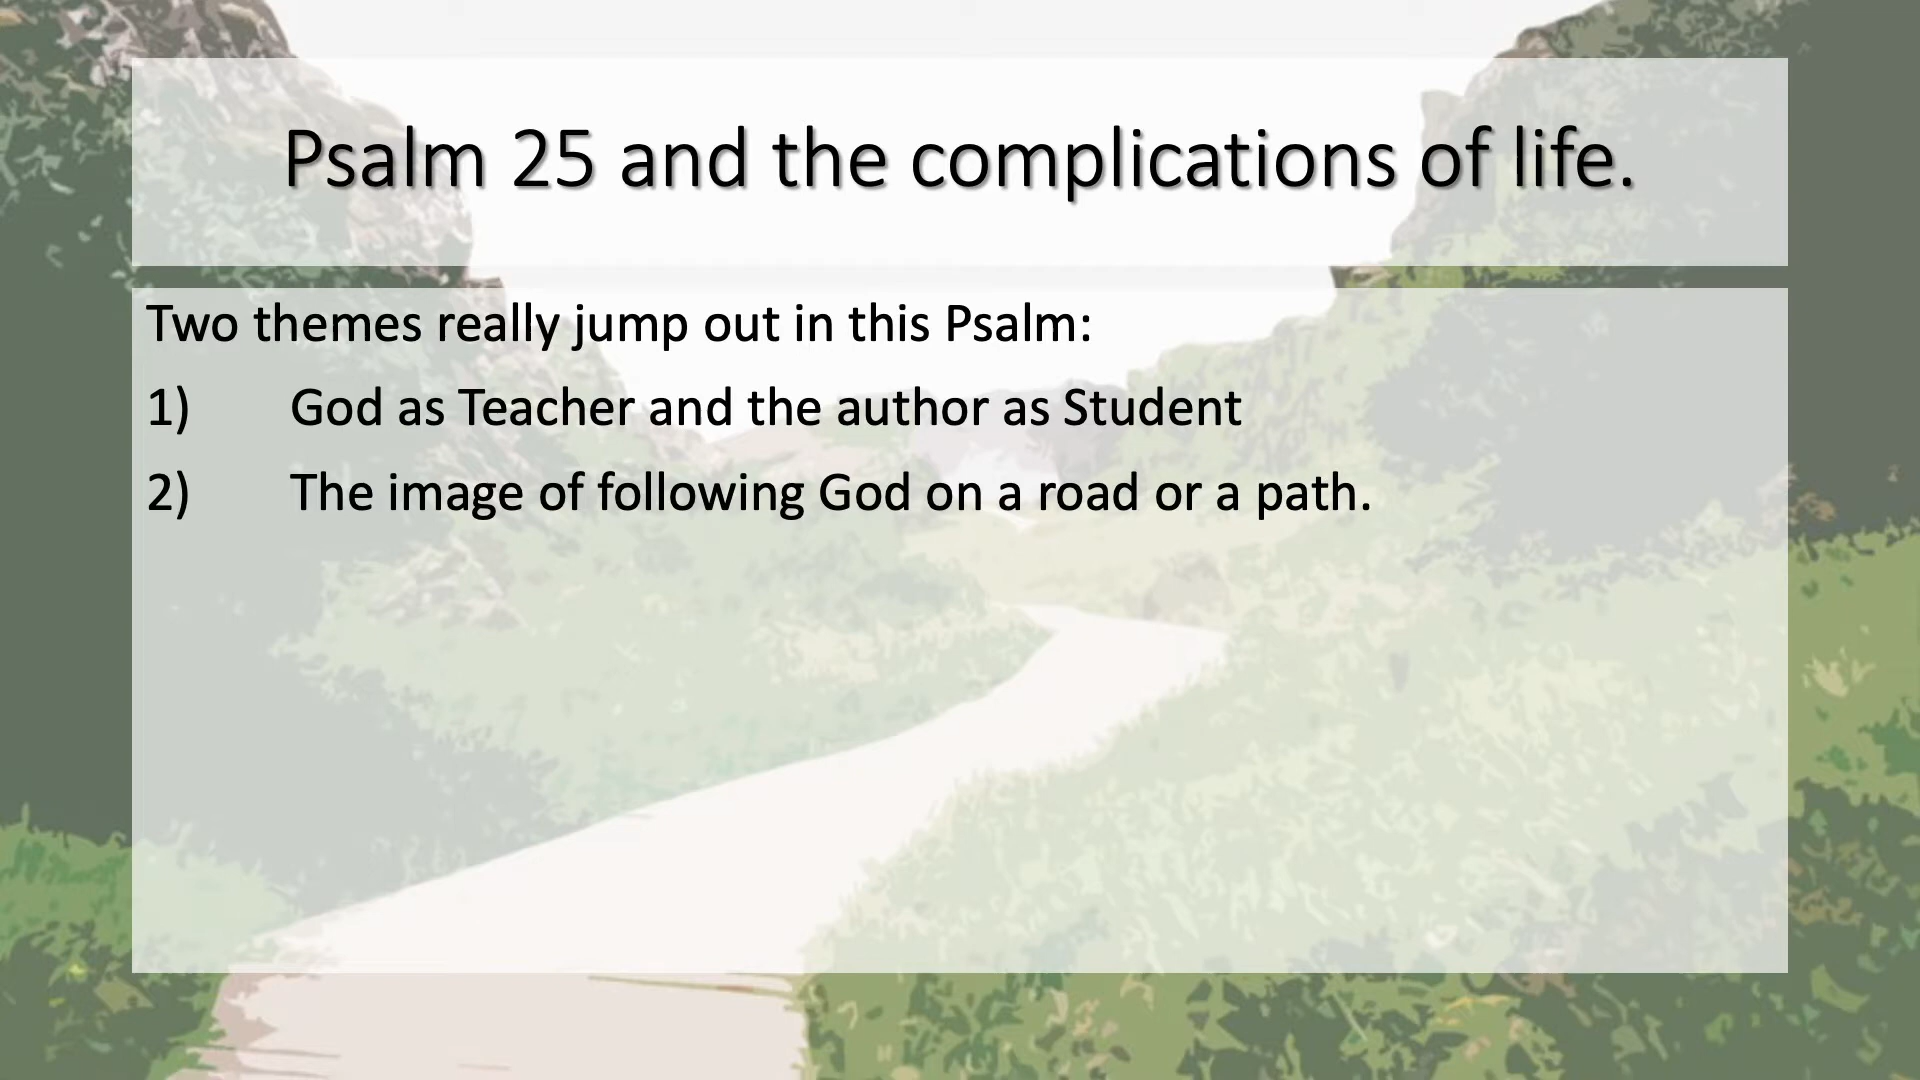 Psalm 25 and the complications of life.
Two themes really jump out in this Psalm:
1) God as Teacher and the author as Student
2) The image of following God on a road or a path.